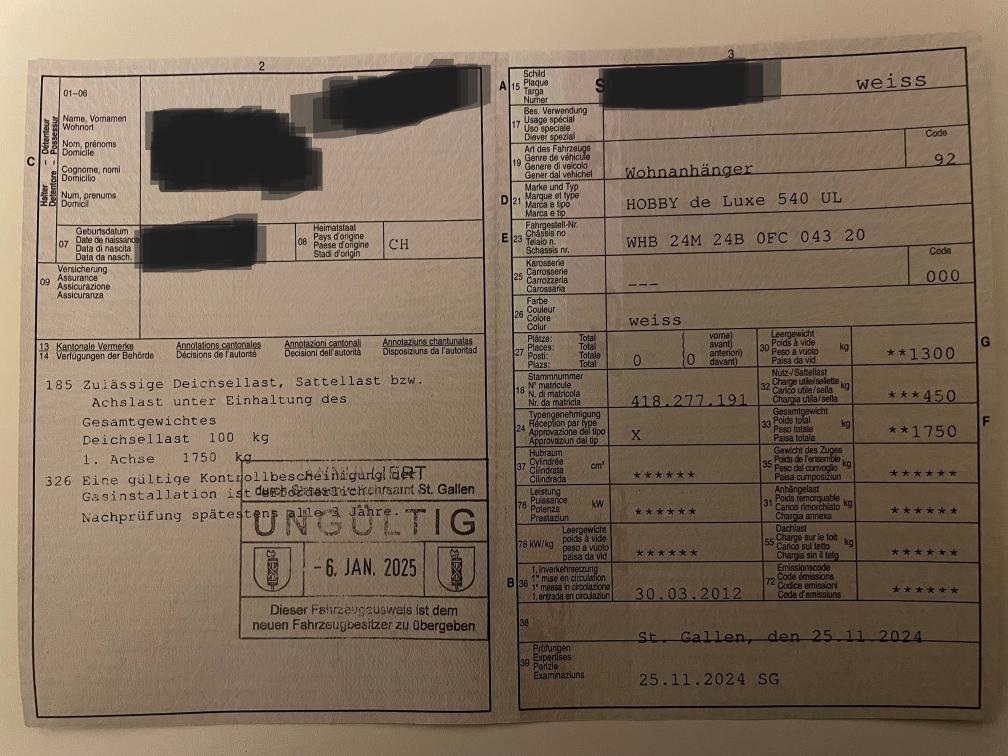 2
C
Halter – Détenteur
Detentore – Possessur
01–06
Name, Vornamen
Wohnort
Nom, prénoms
Domicile
Cognome, nomi
Domicilio
Num, prenums
Domicil
07
Geburtsdatum
Date de naissance
Data di nascita
Data da nasch.
08
Heimatstaat
Pays d'origine
Paese d'origine
Stadi d'origin
CH
09
Versicherung
Assurance
Assicurazione
Assicuranza
13 Kantonale Vermerke Annotations cantonales Annotazioni cantonali Annotaziuns chantunalas
14 Verfügungen der Behörde Décisions de l'autorité Decisioni dell'autorità Disposiziuns da l'autoritad
185 Zulässige Deichsellast, Sattellast bzw.
Achslast unter Einhaltung des
Gesamtgewichtes
Deichsellast 100 kg
1. Achse 1750 kg
326 Eine gültige Kontrollbescheinigung der
Gasinstallation ist erforderlich.
Nachprüfung spätestens alle 3 Jahre.
ANNULLIERT
durch Strassenverkehrsamt St. Gallen
UNGÜLTIG
-6. JAN. 2025
Dieser Fahrzeugausweis ist dem
neuen Fahrzeugbesitzer zu übergeben
3
A 15
Schild
Plaque
Targa
Numer
S
weiss
17
Bes. Verwendung
Usage spécial
Uso speciale
Diever spezial
19
Art des Fahrzeugs
Genre de véhicule
Genere di veicolo
Gener dal vehichel
Wohnanhänger
Code
92
D 21
Marke und Typ
Marque et type
Marca e tipo
Marca e tip
HOBBY de Luxe 540 UL
E 23
Fahrgestell-Nr.
Châssis no
Telaio n.
Schassis nr.
WHB 24M 24B 0FC 043 20
25
Karosserie
Carrosserie
Carrozzeria
Carossaria
---
Code
000
26
Farbe
Couleur
Colore
Colur
weiss
27
Plätze: Total
Places: Total
Posti: Totale
Plazs: Total
0
(0
vorne)
avant)
anteriori)
davant)
30
Leergewicht
Poids à vide
Peso a vuoto
Paisa da vid
kg
**1300
G
18
Stammnummer
N° matricule
N. di matricola
Nr. da matricla
418.277.191
32
Nutz-/Sattellast
Charge utile/sellette
Carico utile/sella
Chargia utila/sella
kg
***450
24
Typengenehmigung
Réception par type
Approvazione del tipo
Approvaziun dal tip
X
33
Gesamtgewicht
Poids total
Peso totale
Paisa totala
kg
**1750
F
37
Hubraum
Cylindrée
Cilindrata
Cilindrada
cm³
******
35
Gewicht des Zuges
Poids de l'ensemble
Peso del convoglio
Paisa cumposiziun
kg
******
76
Leistung
Puissance
Potenza
Prestaziun
kW
******
31
Anhängelast
Poids remorquable
Carico rimorchiato
Chargia annexa
kg
******
78 kW/kg
Leergewicht
poids à vuoto
peso a vuoto
paisa da vid
******
55
Dachlast
Charge sur le toit
Carico sul tetto
Chargia sin il tetg
kg
******
B 36
1. Inverkehrsetzung
1re mise en circulation
1a messa in circolazione
1. entrada en circulaziun
30.03.2012
72
Emissionscode
Code émissions
Codice emissioni
Code d'emissiuns
******
38
St. Gallen, den 25.11.2024
39
Prüfungen
Expertises
Perizie
Examinaziuns
25.11.2024 SG